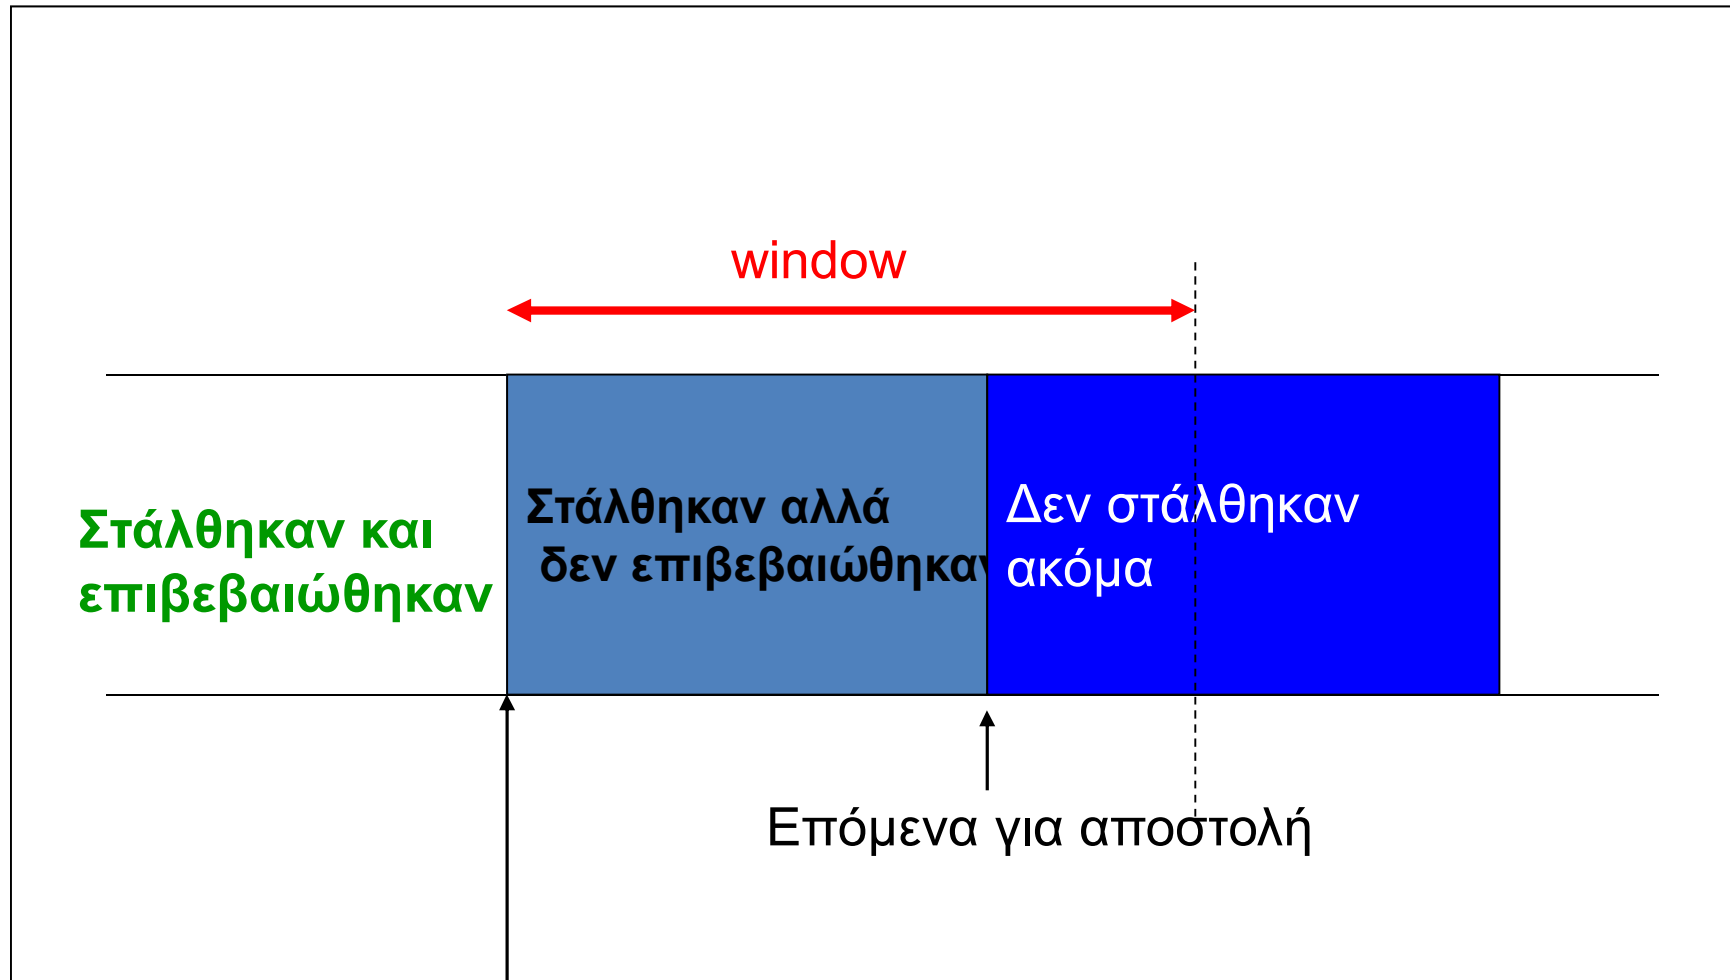 window
Στάλθηκαν και
επιβεβαιώθηκαν
Στάλθηκαν αλλά
δεν επιβεβαιώθηκαν
Δεν στάλθηκαν
ακόμα
Επόμενα για αποστολή